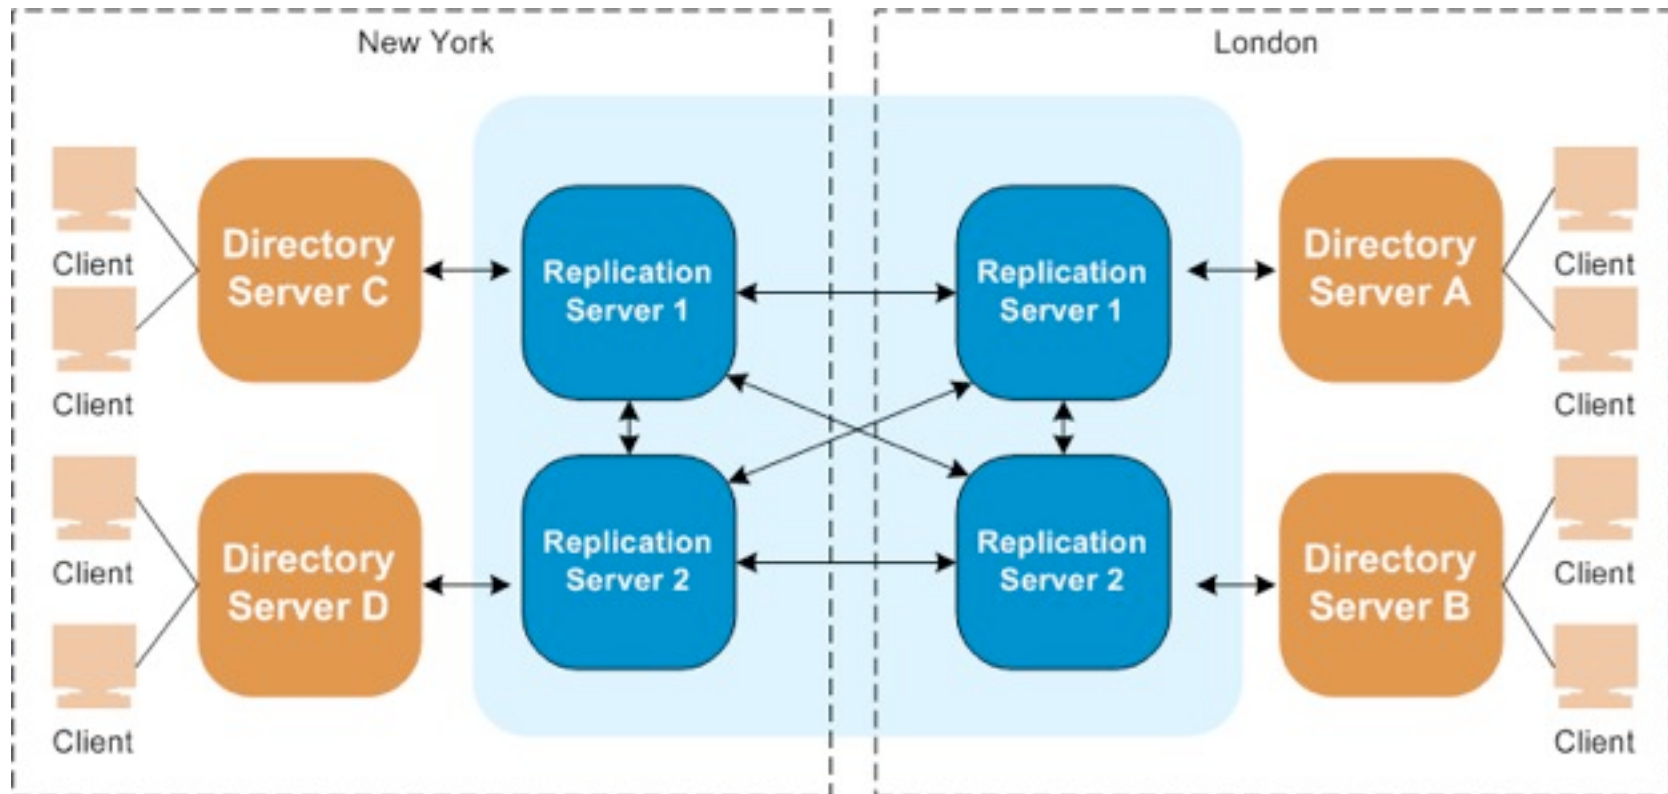 New York
London
Client
Client
Directory
Server C
Replication
Server 1
Replication
Server 1
Directory
Server A
Client
Client
Client
Client
Directory
Server D
Replication
Server 2
Replication
Server 2
Directory
Server B
Client
Client